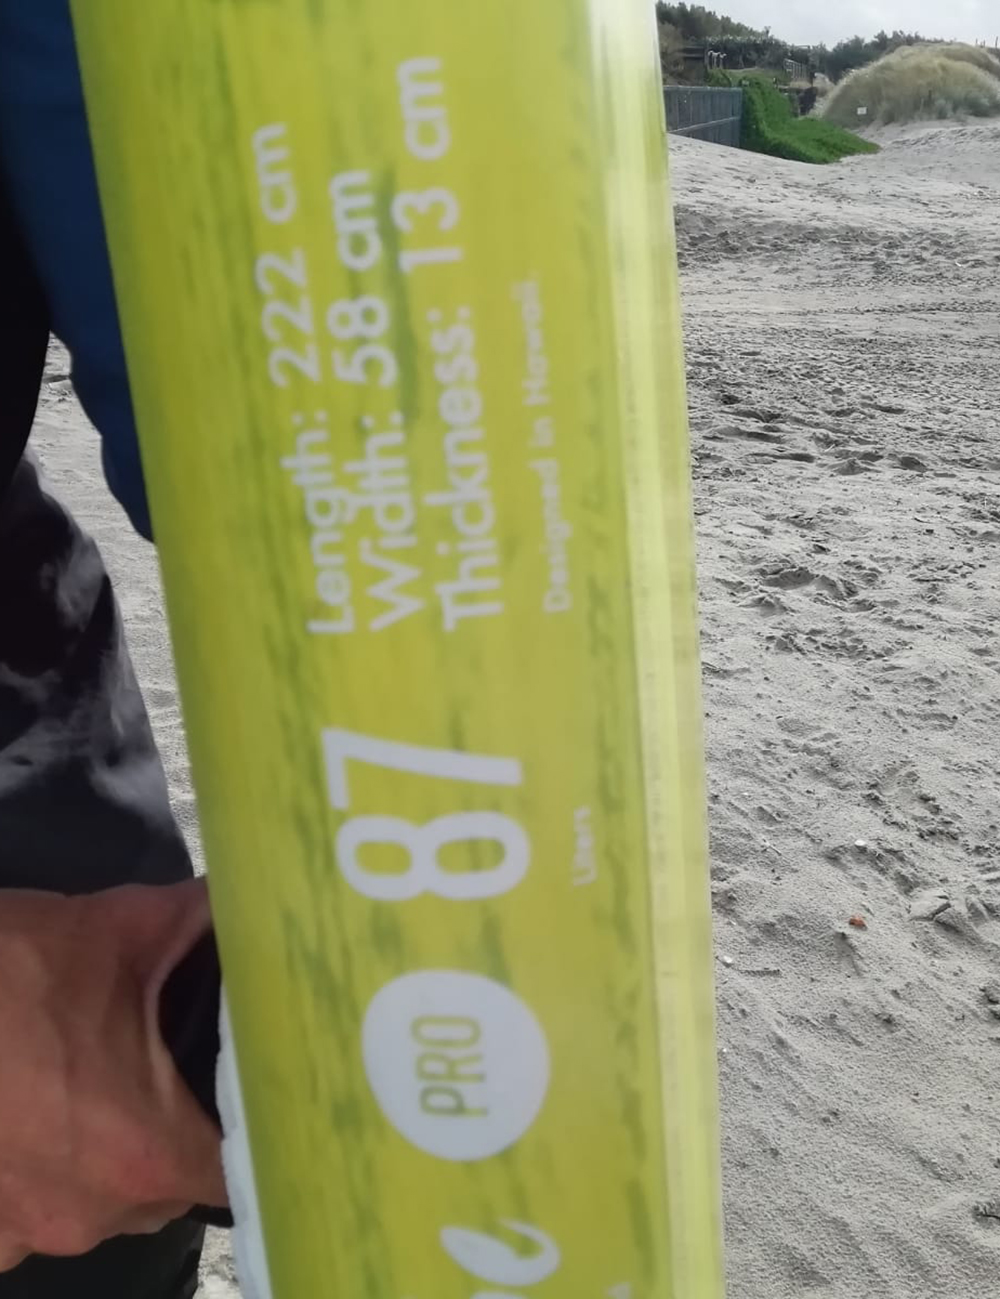 Length: 222 cm
Width: 58 cm
Thickness: 13 cm
Designed in Hawaii.
87
Liters
PRO